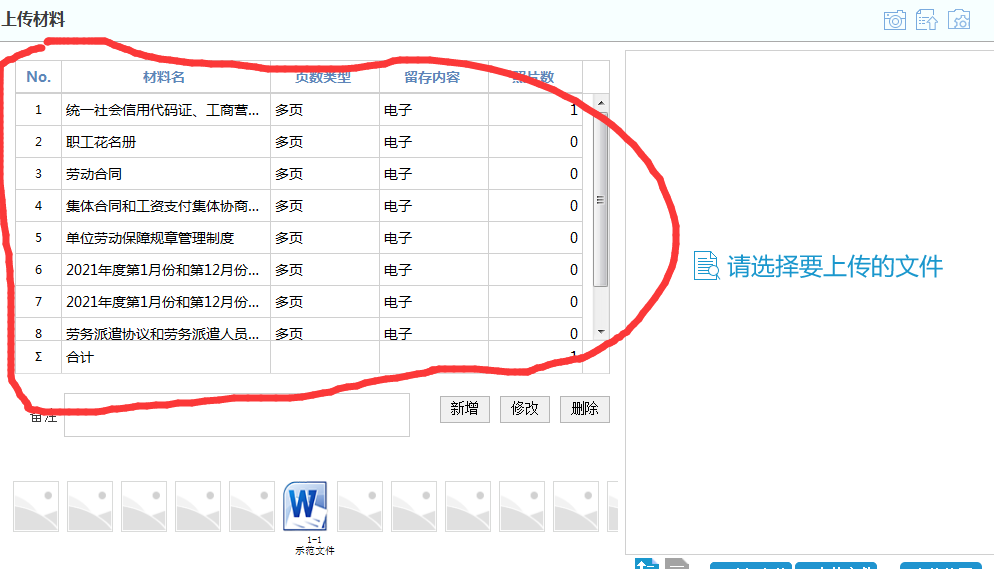 上传材料
No. 材料名 页数类型 留存内容 照片数
1 统一社会信用代码证、工商营... 多页 电子 1
2 职工花名册 多页 电子 0
3 劳动合同 多页 电子 0
4 集体合同和工资支付集体协商... 多页 电子 0
5 单位劳动保障规章管理制度 多页 电子 0
6 2021年度第1月份和第12月份... 多页 电子 0
7 2021年度第1月份和第12月份... 多页 电子 0
8 劳务派遣协议和劳务派遣人员... 多页 电子 0
Σ 合计 1
请选择要上传的文件
备注 新增 修改 删除
W
1-1
示范文件